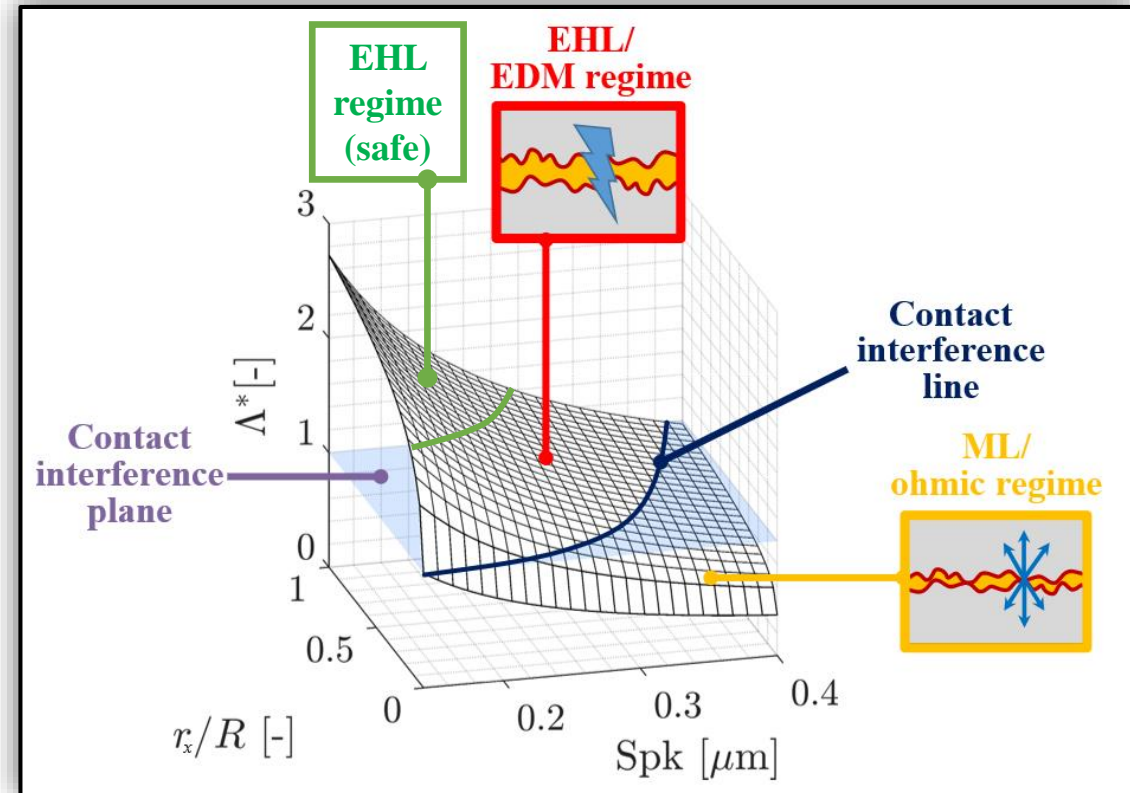 EHL
regime
(safe)
EHL/
EDM regime
Contact
interference
line
ML/
ohmic regime
Contact
interference
plane
Λ* [-]
3
2
1
0
1
0.5
0
r_x/R [-]
0.2
0.3
0.4
Spk [μm]